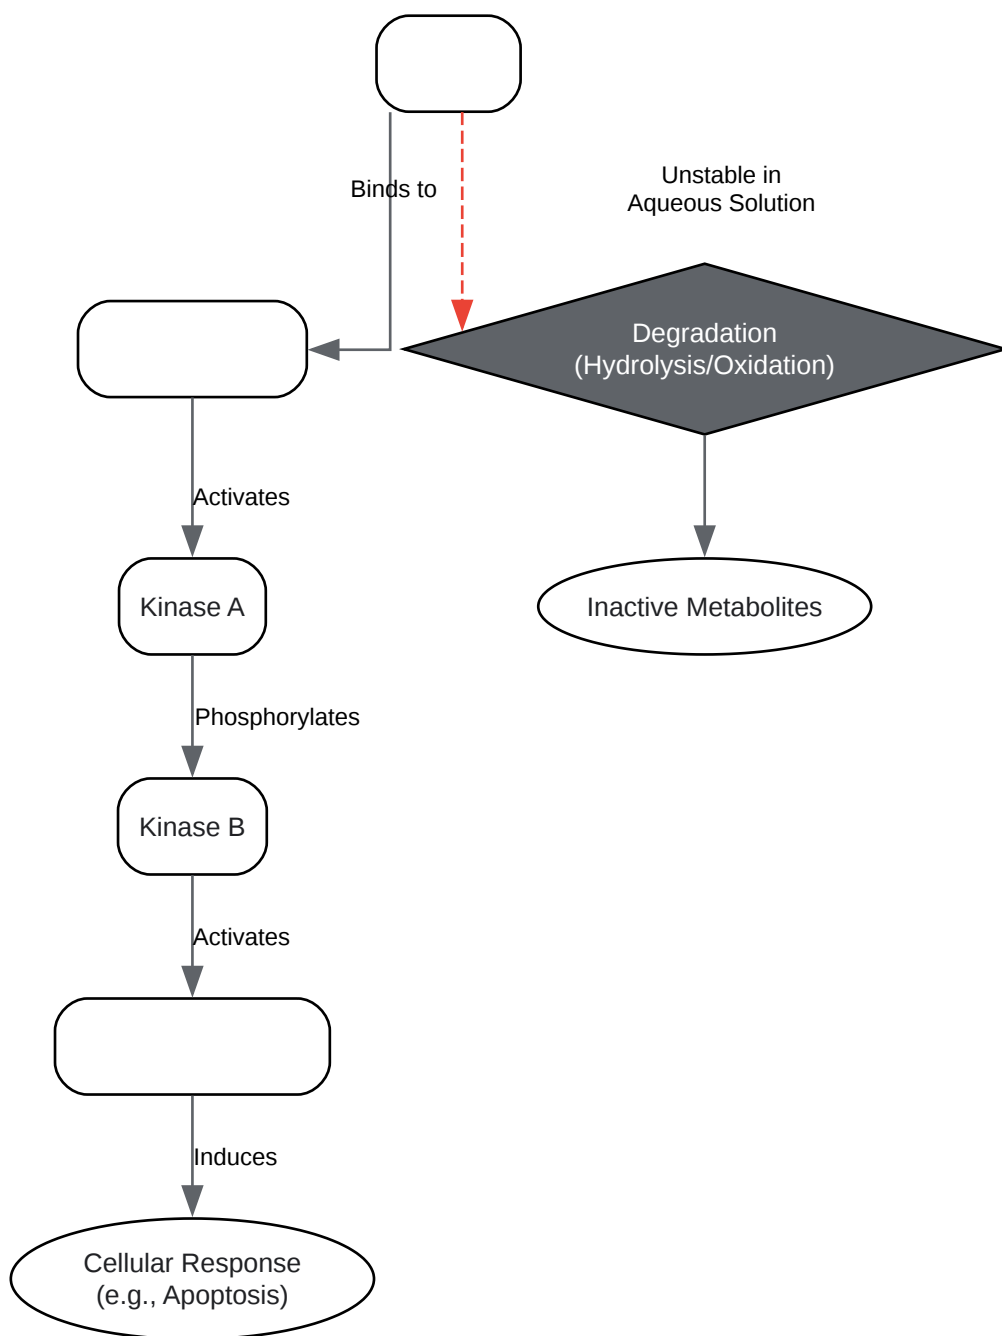 Binds to
Unstable in
Aqueous Solution
Degradation
(Hydrolysis/Oxidation)
Activates
Kinase A
Inactive Metabolites
Phosphorylates
Kinase B
Activates
Induces
Cellular Response
(e.g., Apoptosis)